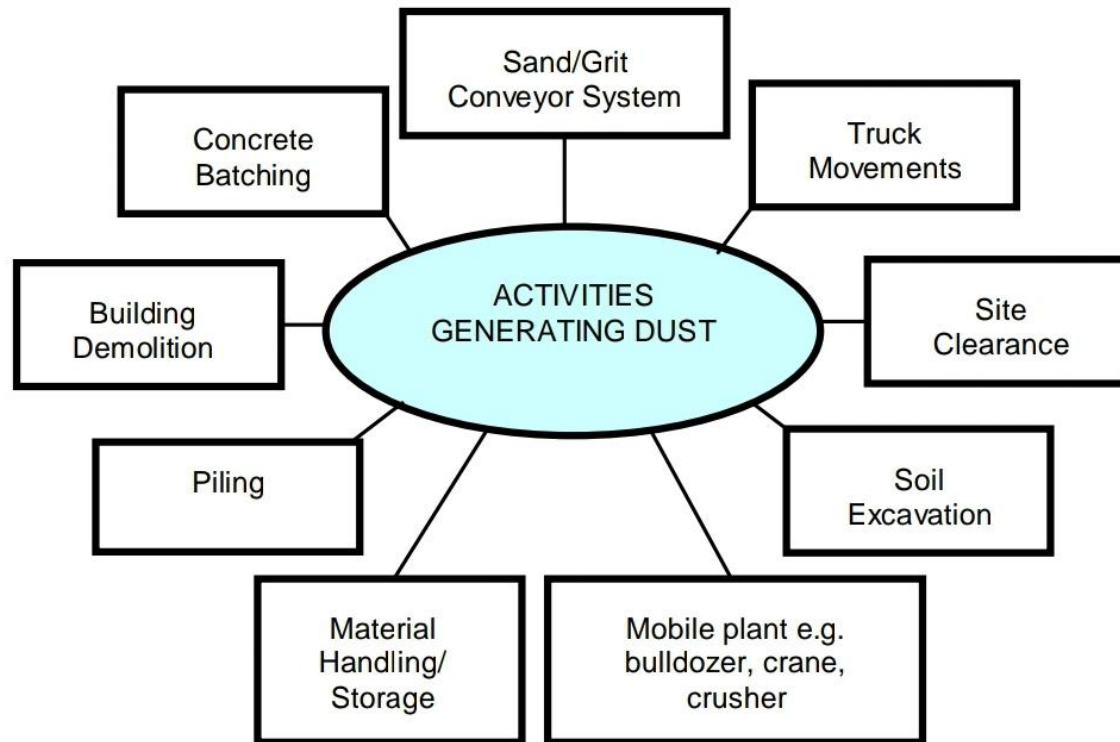 Sand/Grit
Conveyor System
Concrete
Batching
Truck
Movements
ACTIVITIES
GENERATING DUST
Building
Demolition
Site
Clearance
Piling
Soil
Excavation
Material
Handling/
Storage
Mobile plant e.g.
bulldozer, crane,
crusher